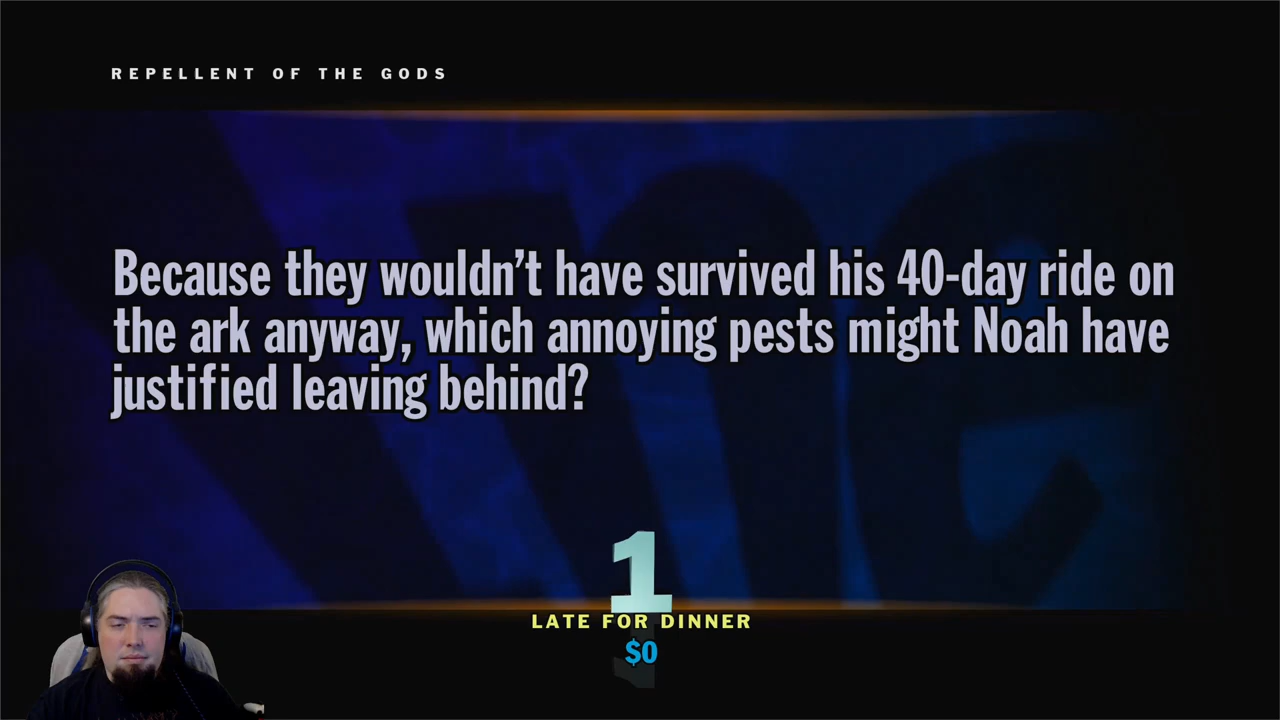 REPELLENT OF THE GODS
Because they wouldn't have survived his 40-day ride on
the ark anyway, which annoying pests might Noah have
justified leaving behind?
1
LATE FOR DINNER
$0